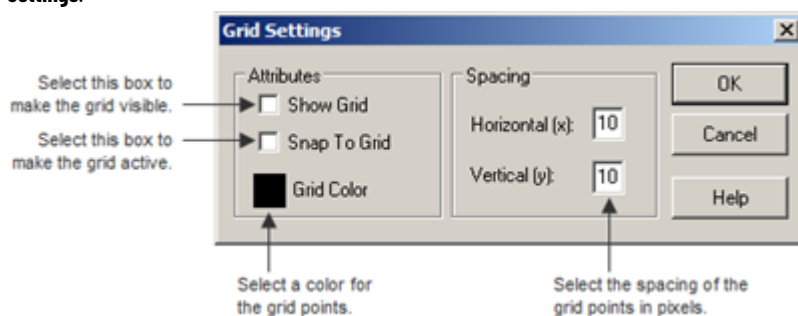 settings.
Grid Settings
Attributes
Show Grid
Snap To Grid
Grid Color
Spacing
Horizontal (x): 10
Vertical (y): 10
OK
Cancel
Help
Select this box to
make the grid visible.
Select this box to
make the grid active.
Select a color for
the grid points.
Select the spacing of the
grid points in pixels.